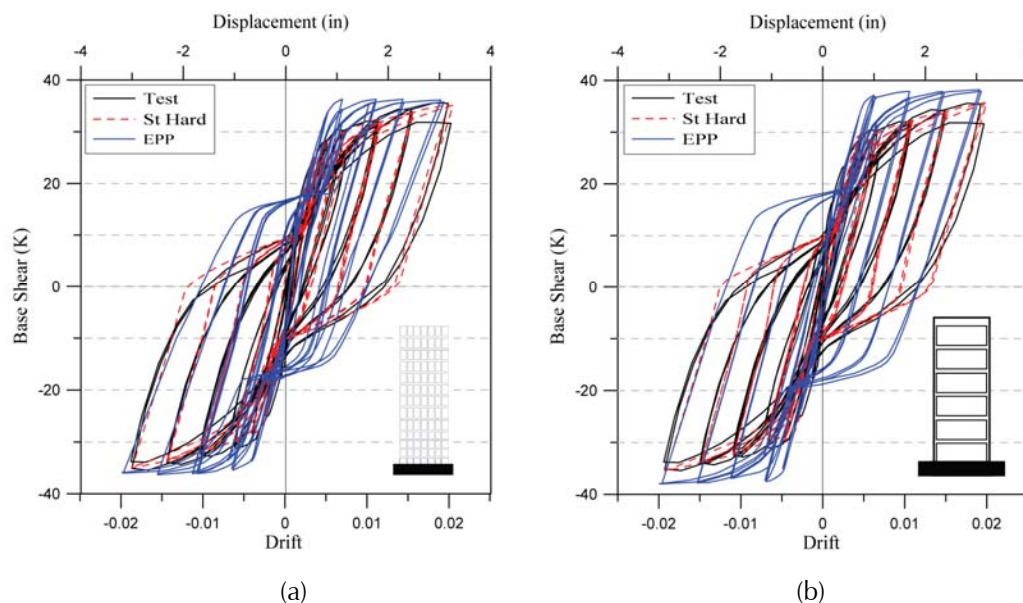 Displacement (in)
-4 -2 0 2 4
40
20
0
-20
-40
Base Shear (K)
Test
St Hard
EPP
-0.02 -0.01 0 0.01 0.02
Drift
(a)
Displacement (in)
-4 -2 0 2
40
20
0
-20
-40
Base Shear (K)
Test
St Hard
EPP
-0.02 -0.01 0 0.01 0.02
Drift
(b)